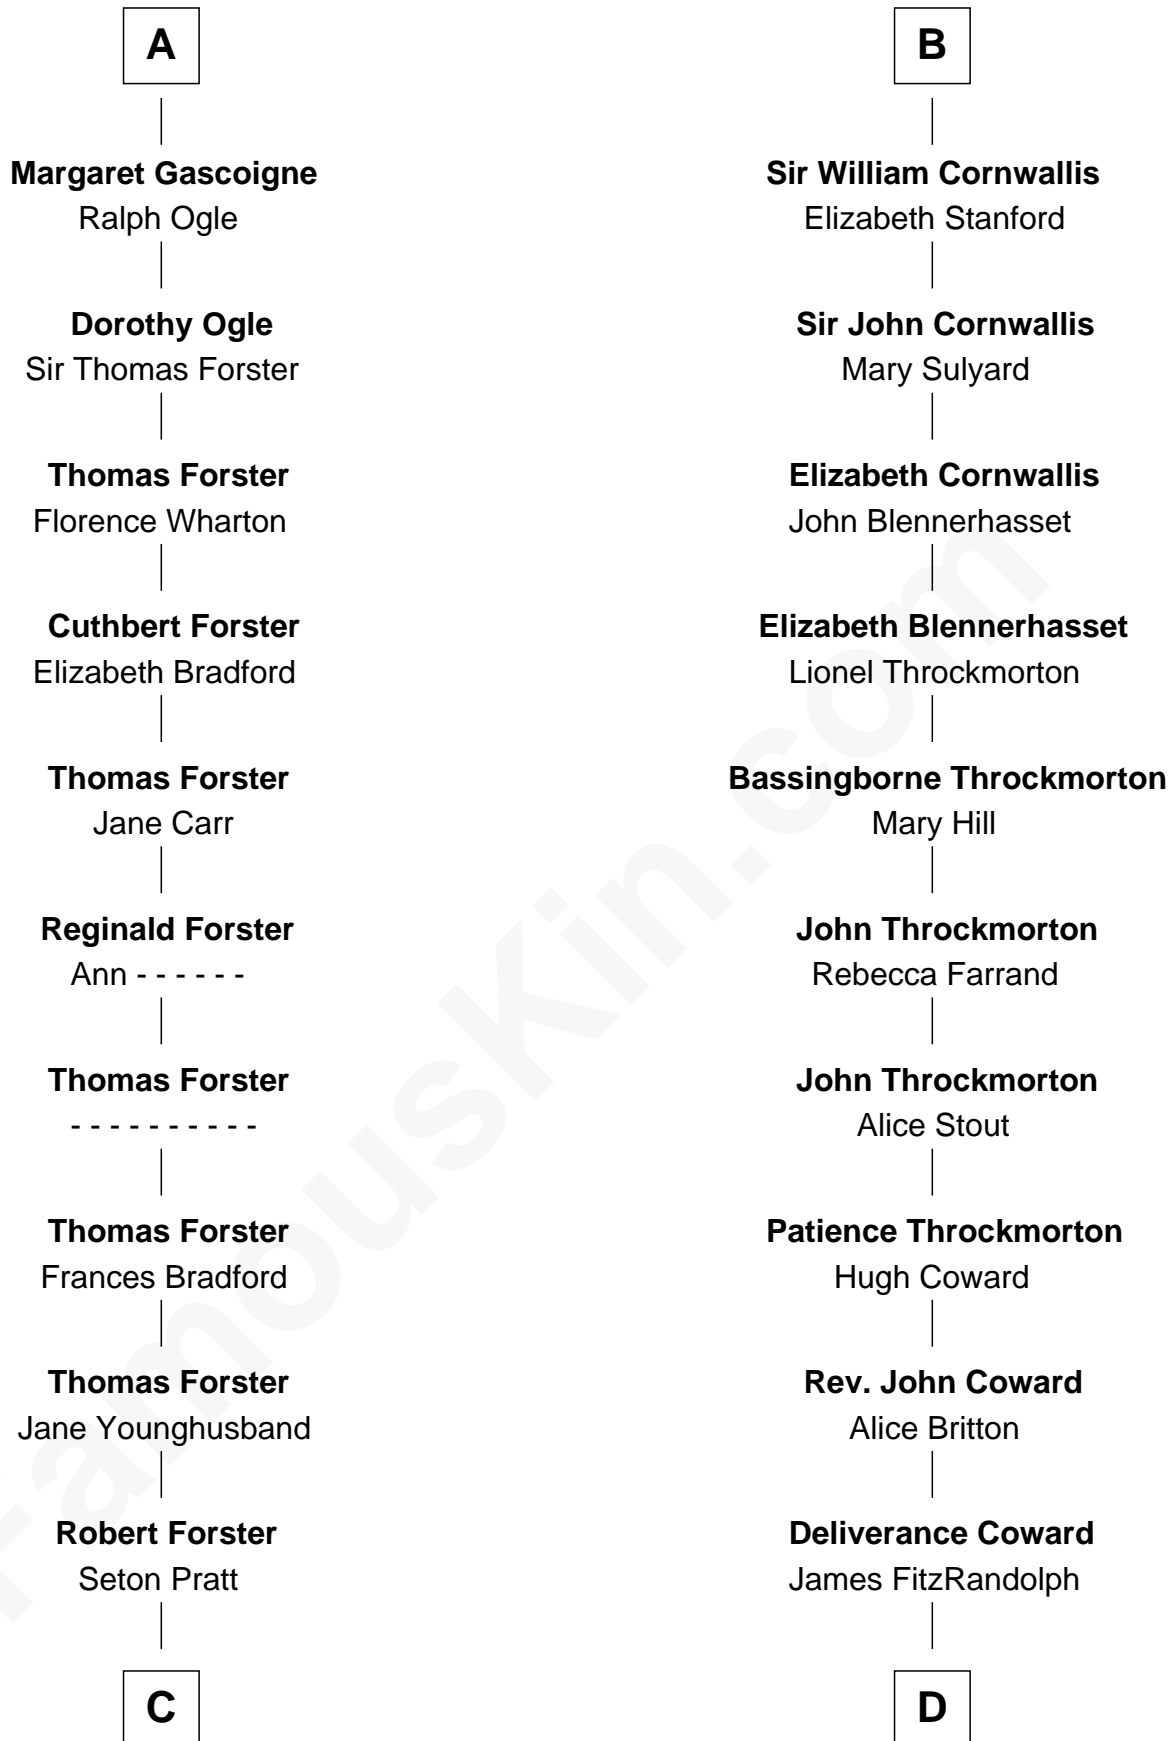 A
Margaret Gascoigne
Ralph Ogle
Dorothy Ogle
Sir Thomas Forster
Thomas Forster
Florence Wharton
Cuthbert Forster
Elizabeth Bradford
Thomas Forster
Jane Carr
Reginald Forster
Ann - - - - - -
Thomas Forster
- - - - - - - - - -
Thomas Forster
Frances Bradford
Thomas Forster
Jane Younghusband
Robert Forster
Seton Pratt
C
B
Sir William Cornwallis
Elizabeth Stanford
Sir John Cornwallis
Mary Sulyard
Elizabeth Cornwallis
John Blennerhasset
Elizabeth Blennerhasset
Lionel Throckmorton
Bassingborne Throckmorton
Mary Hill
John Throckmorton
Rebecca Farrand
John Throckmorton
Alice Stout
Patience Throckmorton
Hugh Coward
Rev. John Coward
Alice Britton
Deliverance Coward
James FitzRandolph
D
FamousKin.com